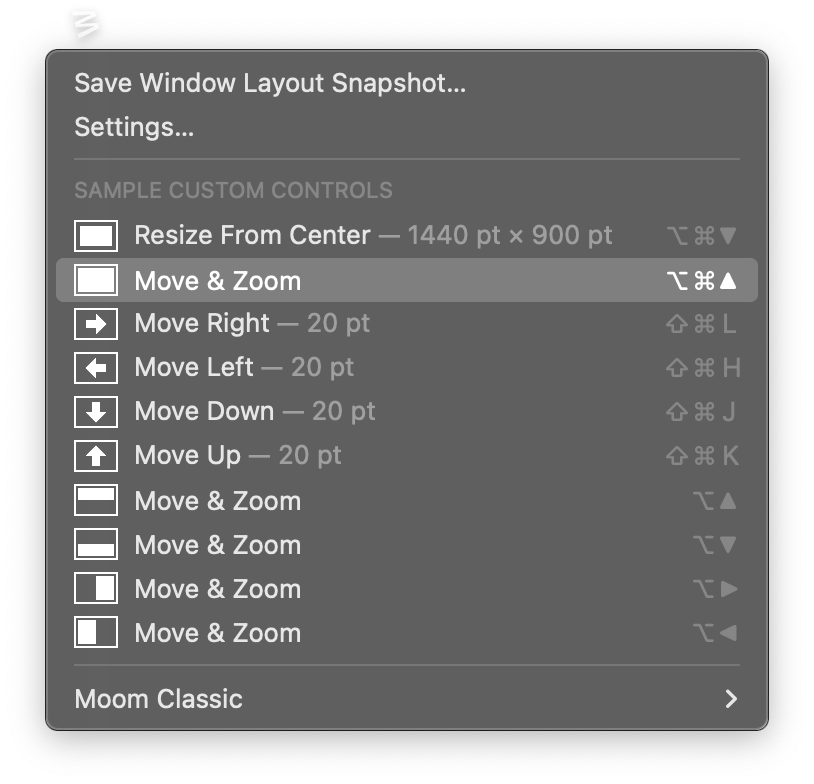 Save Window Layout Snapshot...
Settings...
SAMPLE CUSTOM CONTROLS
Resize From Center — 1440 pt × 900 pt ⌥⌘▼
Move & Zoom ⌥⌘▲
Move Right — 20 pt ⇧⌘L
Move Left — 20 pt ⇧⌘H
Move Down — 20 pt ⇧⌘J
Move Up — 20 pt ⇧⌘K
Move & Zoom ⌥▲
Move & Zoom ⌥▼
Move & Zoom ⌥▶
Move & Zoom ⌥◀
Moom Classic